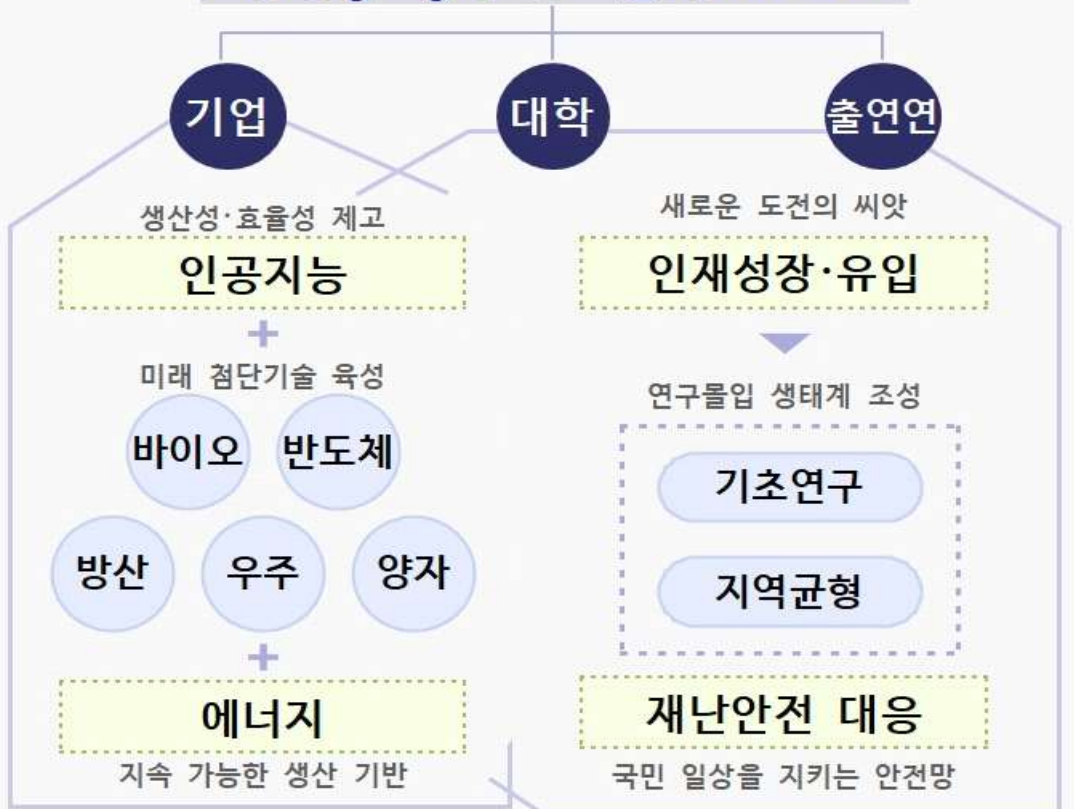 기업
대학
출연연
생산성·효율성 제고
인공지능
+
미래 첨단기술 육성
바이오
반도체
방산
우주
양자
+
에너지
지속 가능한 생산 기반
새로운 도전의 씨앗
인재성장·유입
연구몰입 생태계 조성
기초연구
지역균형
재난안전 대응
국민 일상을 지키는 안전망